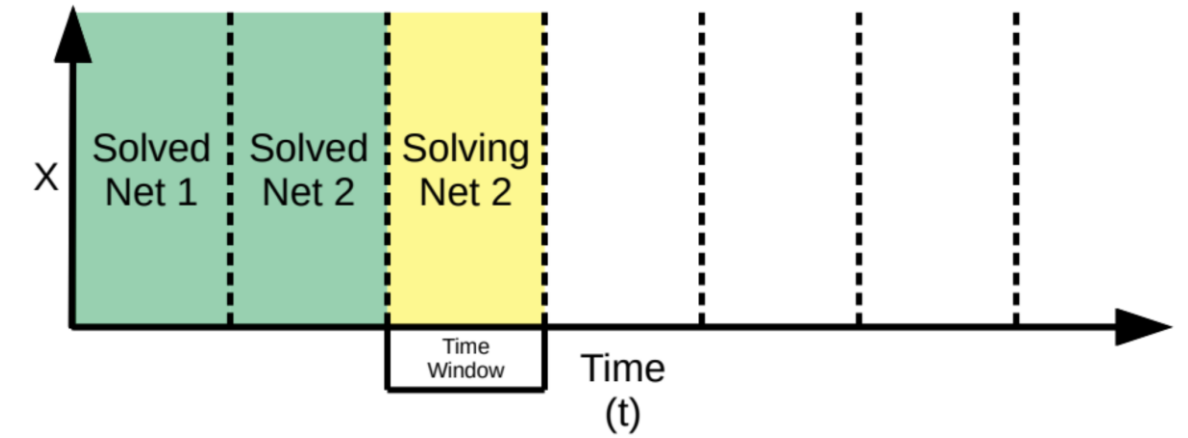 Solved
Net 1
Solved
Net 2
Solving
Net 2
X
Time
Window
Time
(t)